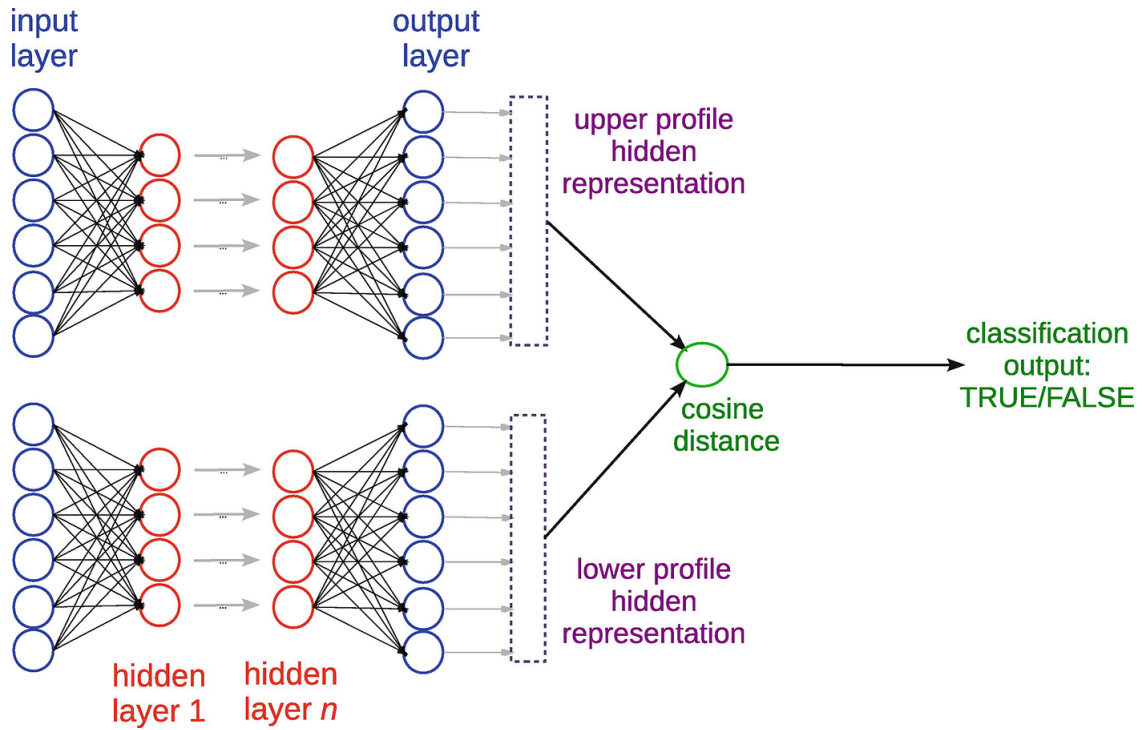 input
layer
output
layer
upper profile
hidden
representation
...
...
...
...
classification
output:
TRUE/FALSE
cosine
distance
...
...
...
...
lower profile
hidden
representation
hidden
layer 1
hidden
layer n